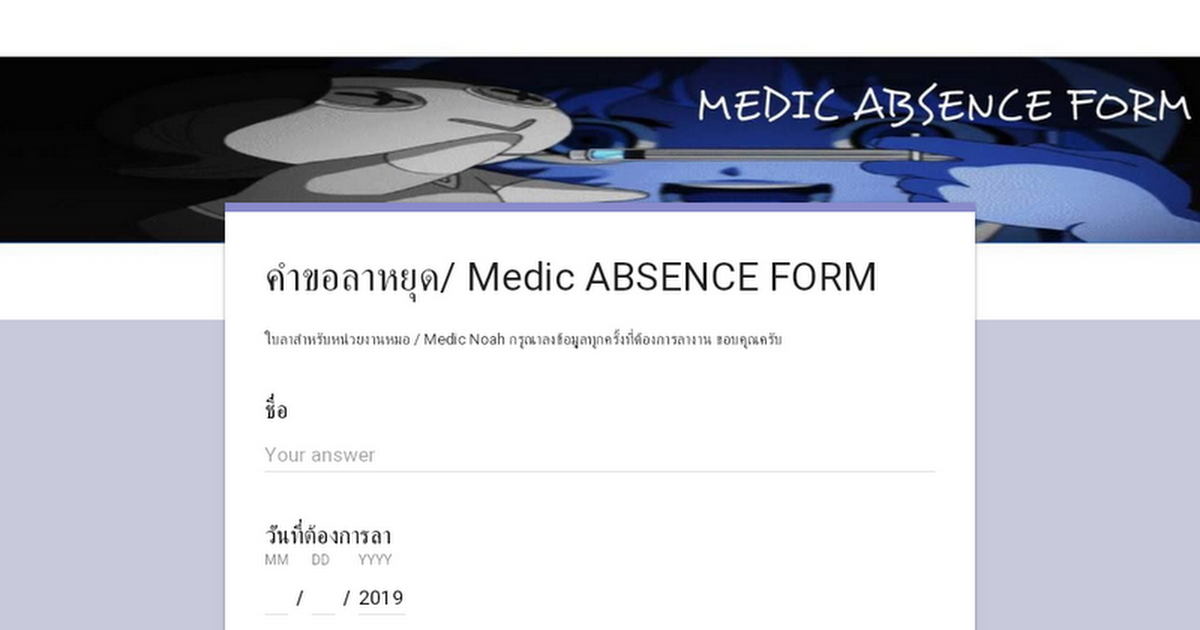 MEDIC ABSENCE FORM
คำขอลาหยุด/ Medic ABSENCE FORM
ใบลาสำหรับหน่วยงานหมอ / Medic Noah กรุณาลงข้อมูลทุกครั้งที่ต้องการลางาน ขอบคุณครับ
ชื่อ
Your answer
วันที่ต้องการลา
MM DD YYYY
/ / 2019